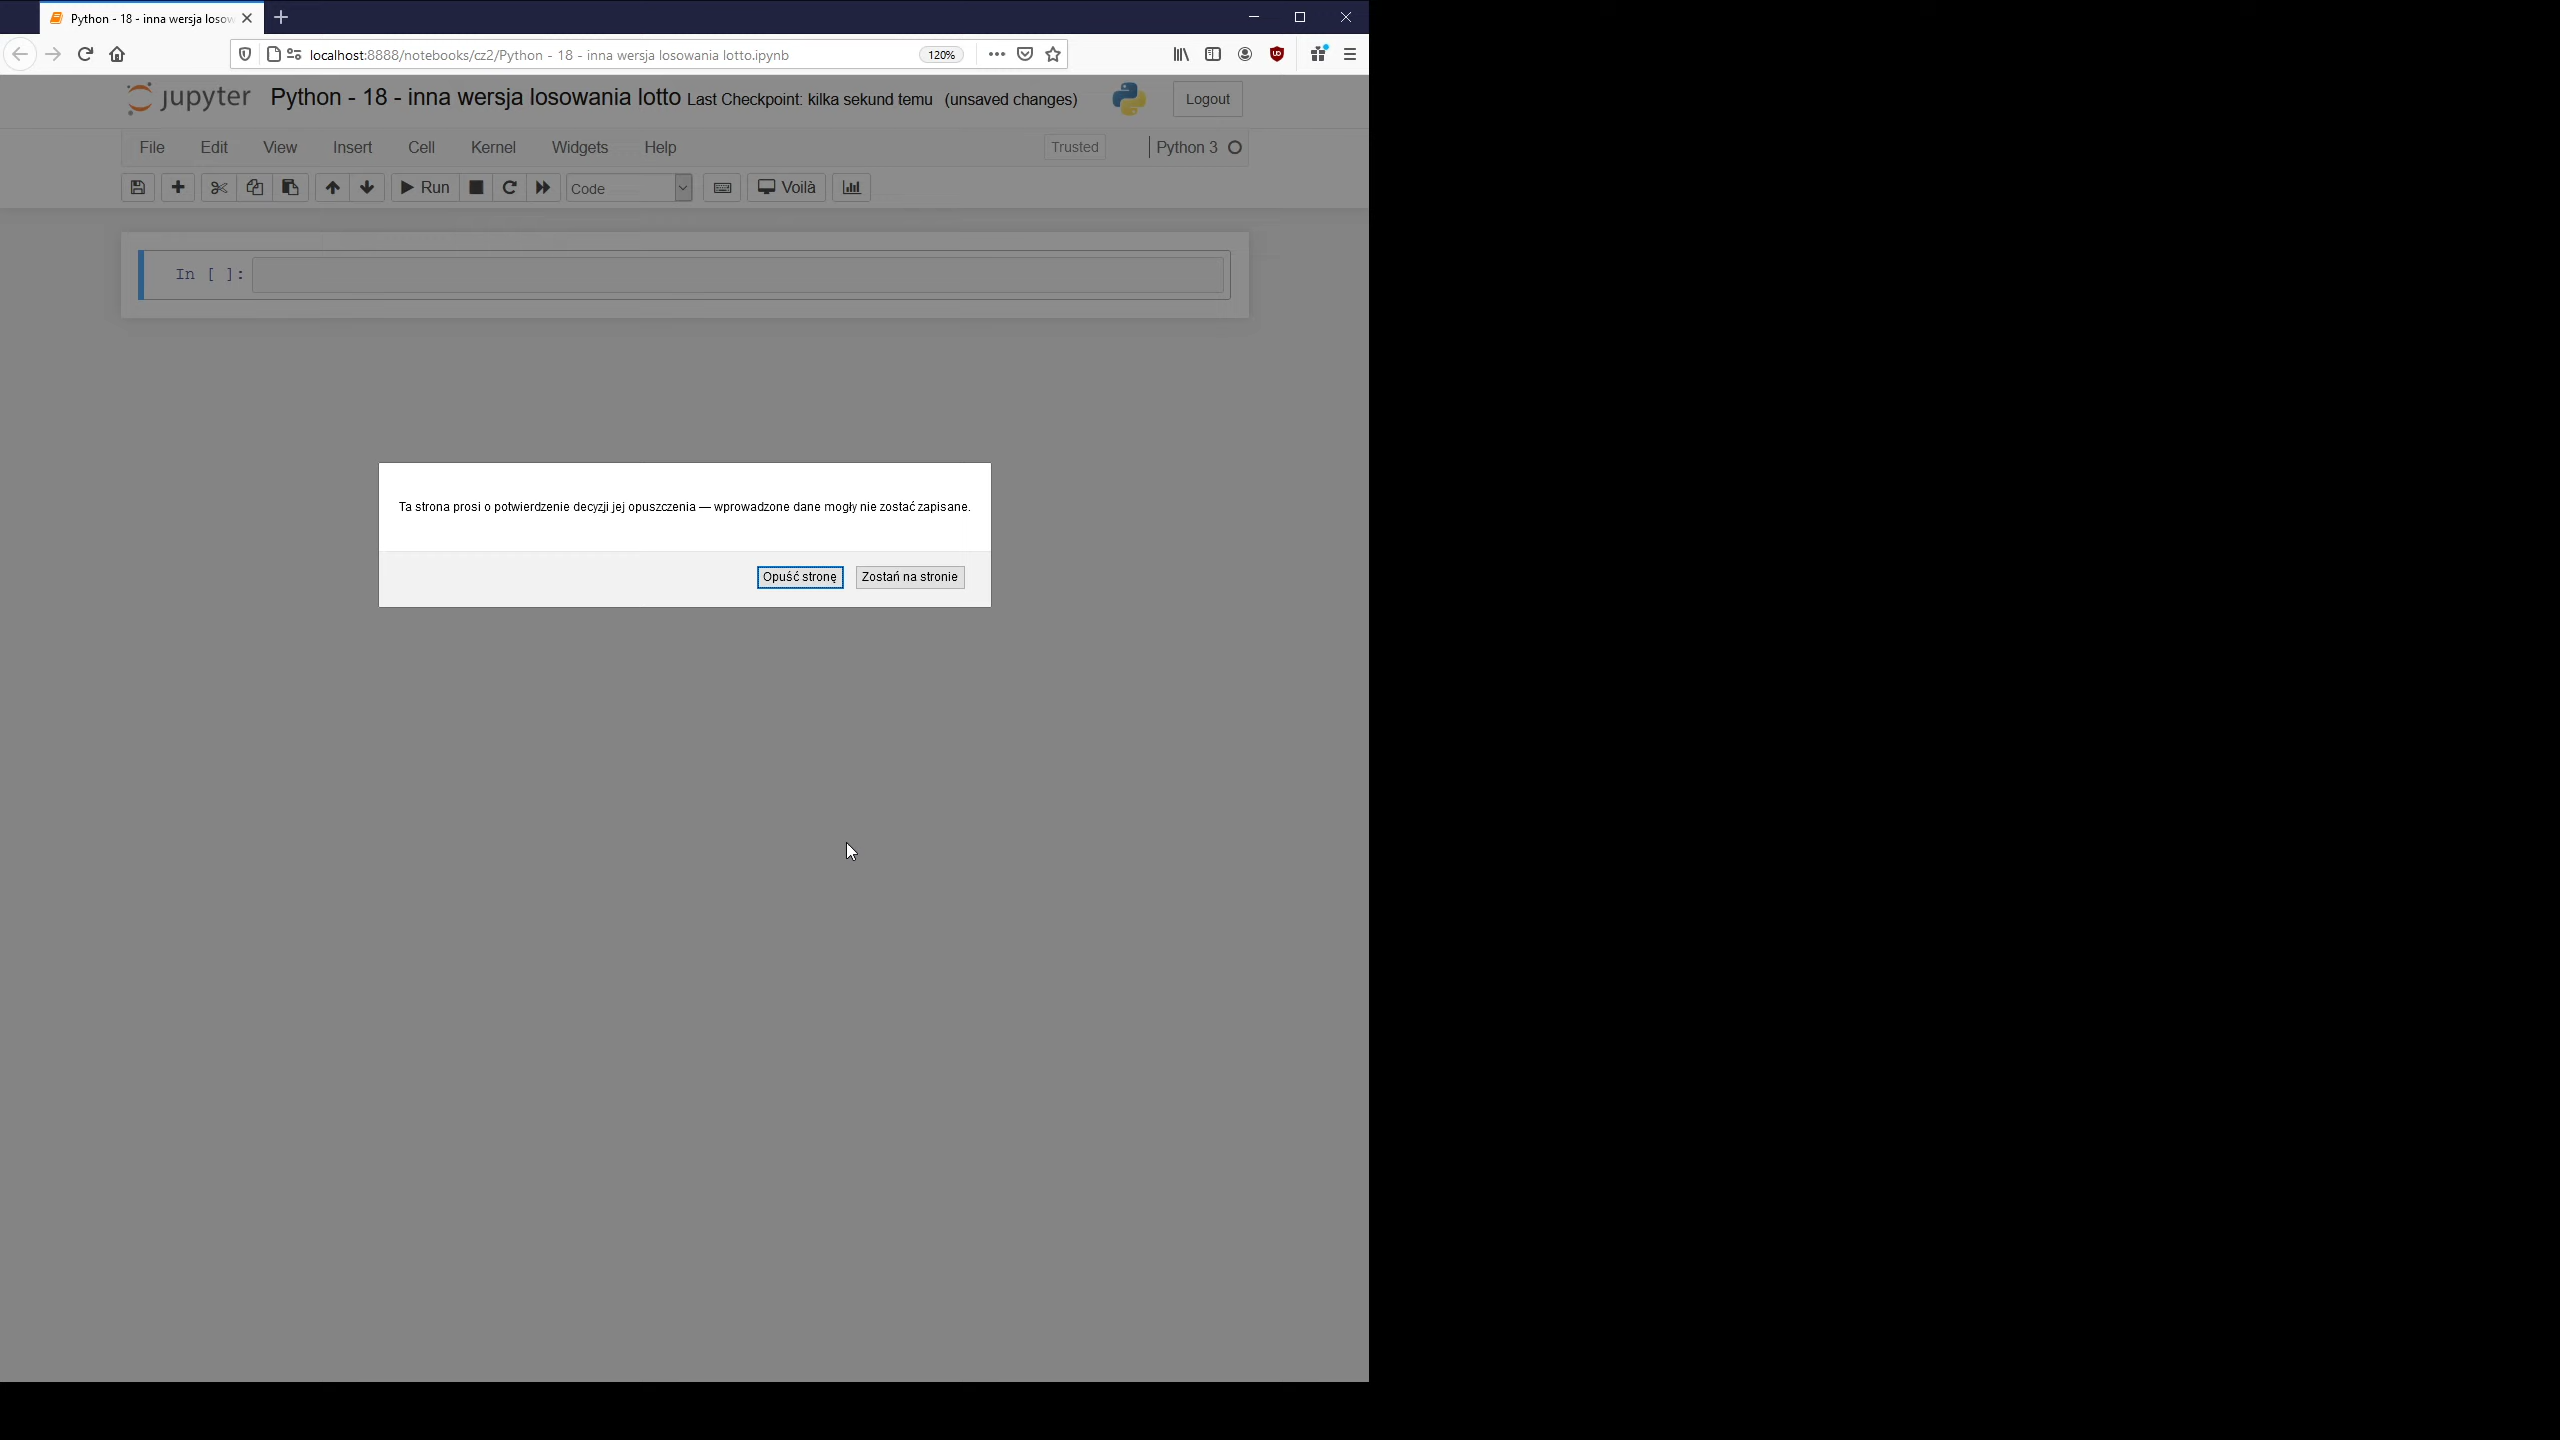 Python - 18 - inna wersja losow
localhost:8888/notebooks/cz2/Python - 18 - inna wersja losowania lotto.ipynb 120%
jupyter Python - 18 - inna wersja losowania lotto Last Checkpoint: kilka sekund temu (unsaved changes) Logout
File Edit View Insert Cell Kernel Widgets Help Trusted Python 3
Run Code Voilà
In [ ]:
Ta strona prosi o potwierdzenie decyzji jej opuszczenia — wprowadzone dane mogły nie zostać zapisane.
Opuść stronę Zostań na stronie